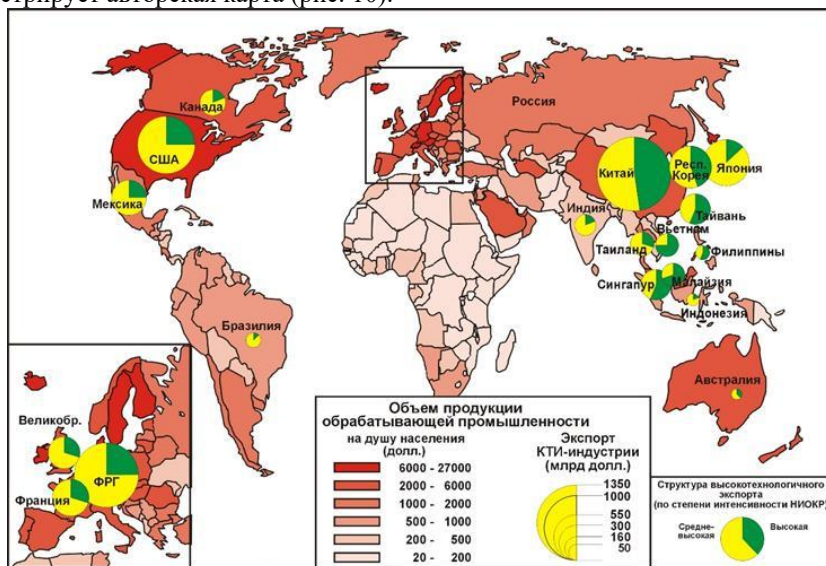 стрирует авторская карта (рис. 10).
Канада
США
Мексика
Бразилия
Россия
Китай
Респ.
Корея
Япония
Индия
Тайвань
Вьетнам
Таиланд
Филиппины
Сингапур
Малайзия
Индонезия
Австралия
Великобр.
ФРГ
Франция
Объем продукции
обрабатывающей промышленности
на душу населения
(долл.)
6000 - 27000
2000 - 6000
1000 - 2000
500 - 1000
200 - 500
20 - 200
Экспорт
КТИ-индустрии
(млрд долл.)
1350
1000
550
300
160
50
Структура высокотехнологичного
экспорта
(по степени интенсивности НИОКР)
Средне-
высокая
Высокая